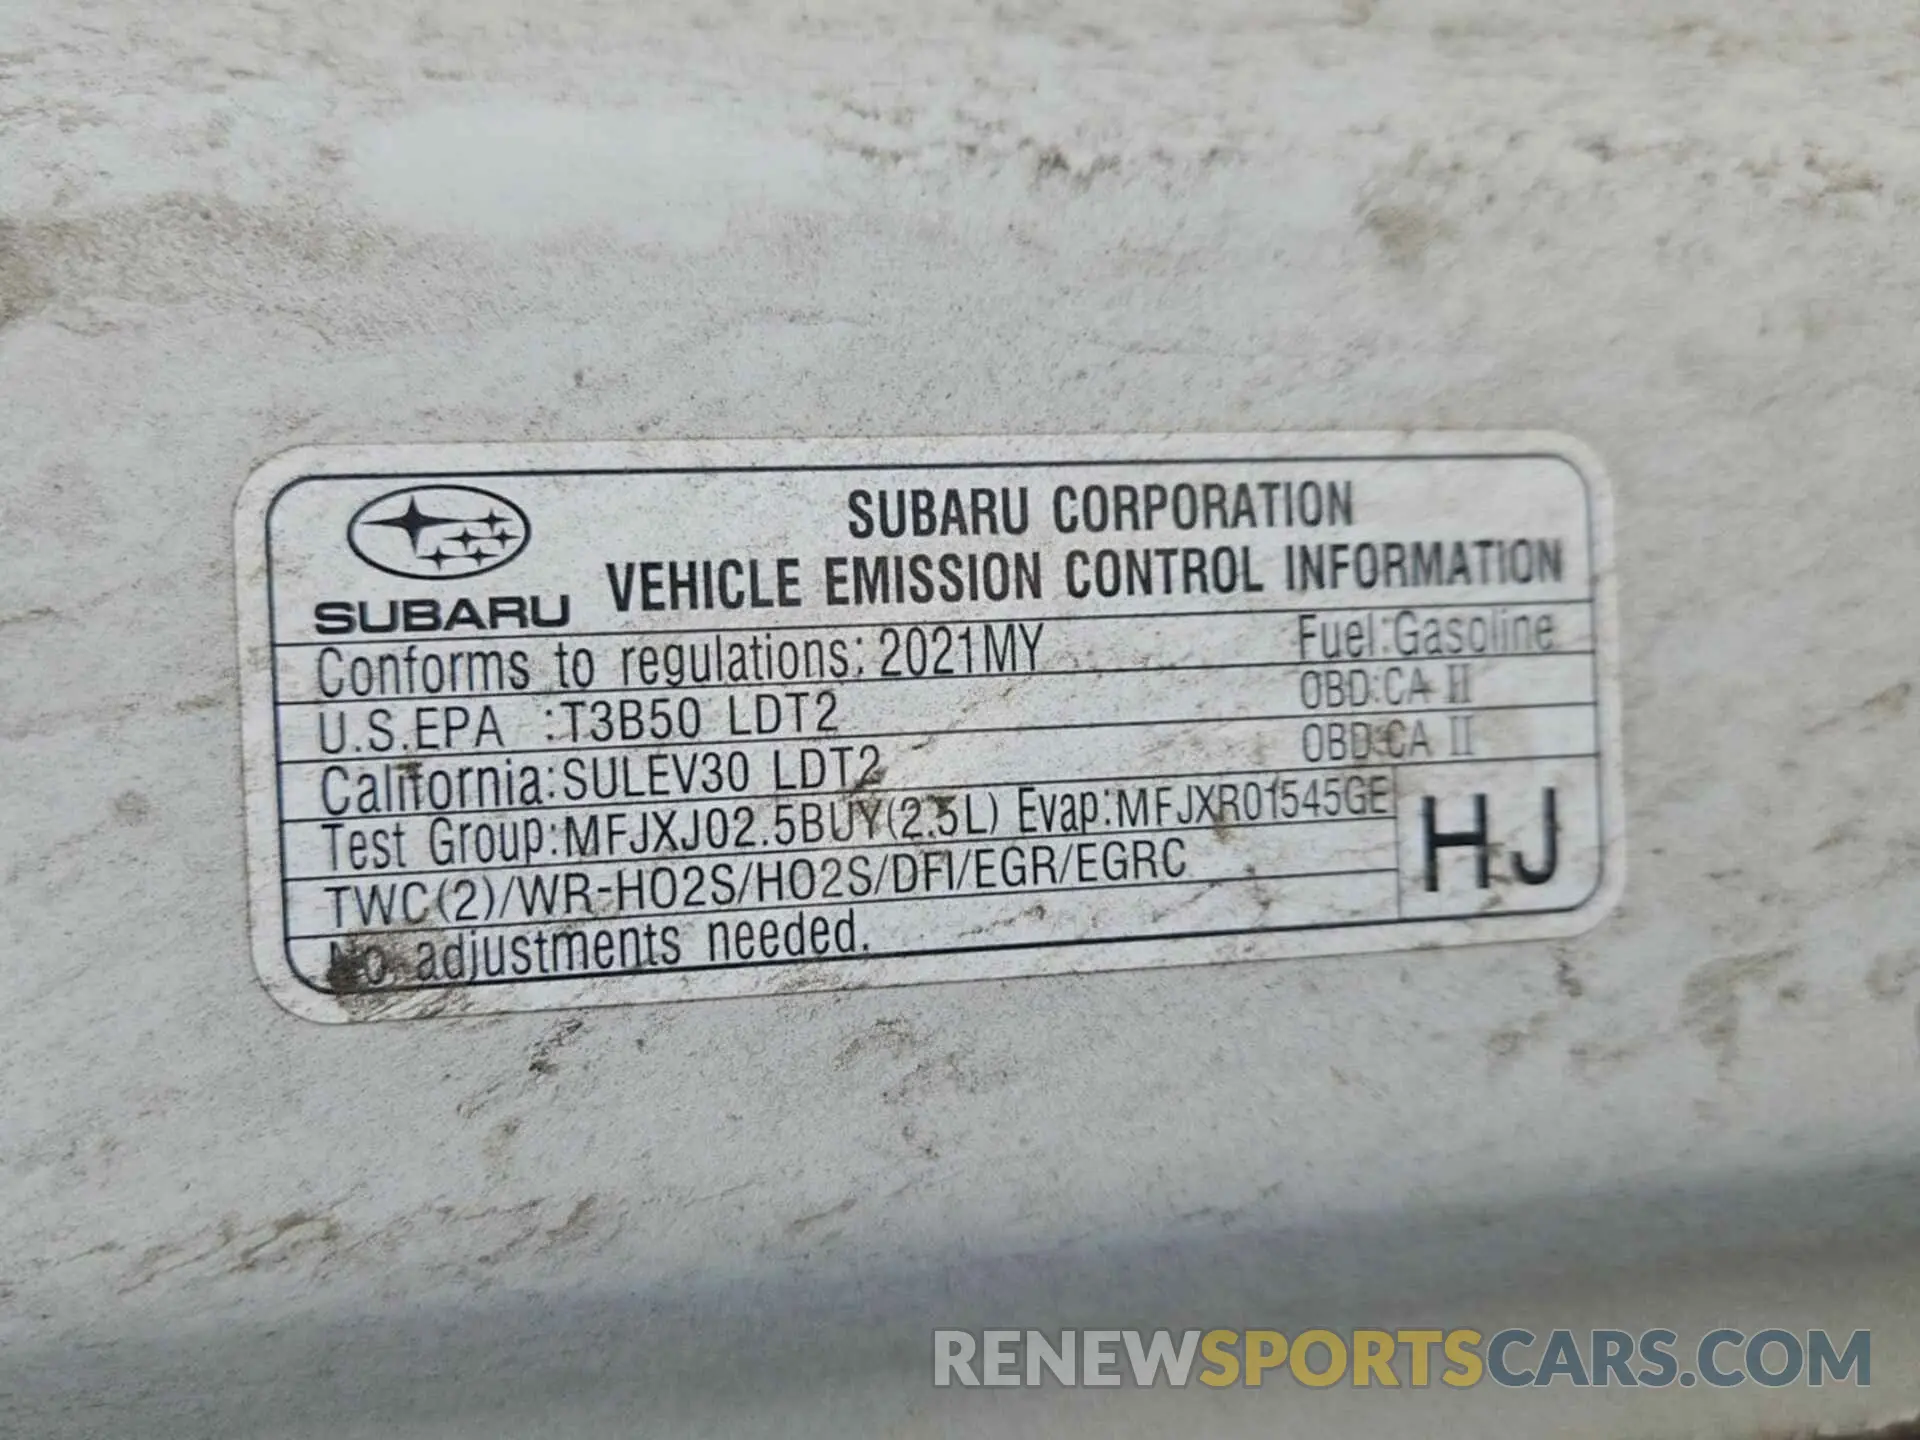 SUBARU CORPORATION
SUBARU VEHICLE EMISSION CONTROL INFORMATION
Conforms to regulations: 2021MY Fuel:Gasoline
U.S.EPA :T3B50 LDT2 OBD:CA II
California:SULEV30 LDT2 OBD:CA II
Test Group:MFJXJ02.5BUY(2.5L) Evap:MFJXR01545GE
HJ
TWC(2)/WR-HO2S/HO2S/DFI/EGR/EGRC
No adjustments needed.
RENEWSPORTSCARS.COM